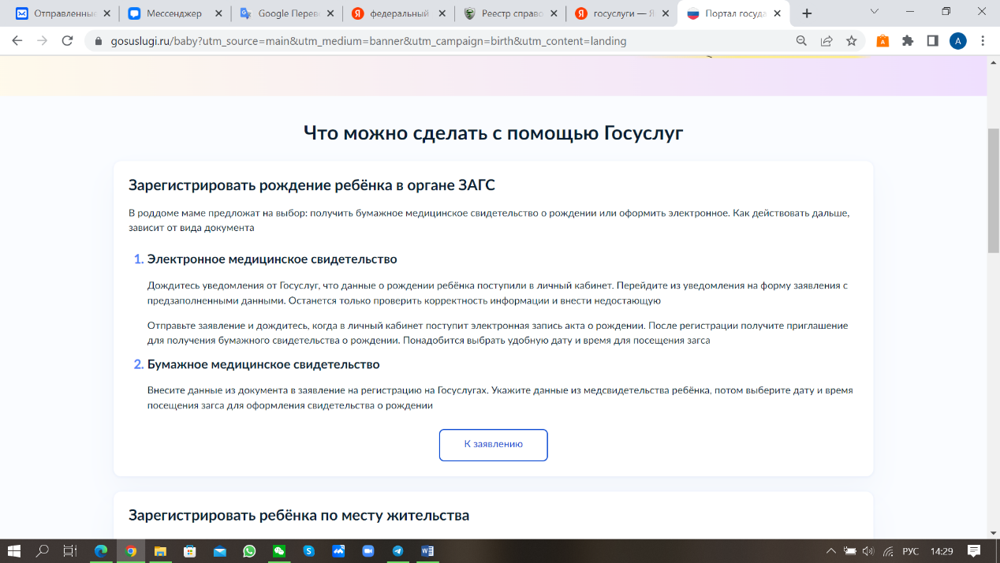 Отправленные
Мессенджер
Google Перев
федеральный
Реестр справо
госуслуги — Я
Портал госуда
gosuslugi.ru/baby?utm_source=main&utm_medium=banner&utm_campaign=birth&utm_content=landing
A
Что можно сделать с помощью Госуслуг
Зарегистрировать рождение ребёнка в органе ЗАГС
В роддоме маме предложат на выбор: получить бумажное медицинское свидетельство о рождении или оформить электронное. Как действовать дальше,
зависит от вида документа
1. Электронное медицинское свидетельство
Дождитесь уведомления от Госуслуг, что данные о рождении ребёнка поступили в личный кабинет. Перейдите из уведомления на форму заявления с
предзаполненными данными. Останется только проверить корректность информации и внести недостающую
Отправьте заявление и дождитесь, когда в личный кабинет поступит электронная запись акта о рождении. После регистрации получите приглашение
для получения бумажного свидетельства о рождении. Понадобится выбрать удобную дату и время для посещения загса
2. Бумажное медицинское свидетельство
Внесите данные из документа в заявление на регистрацию на Госуслугах. Укажите данные из медсвидетельства ребёнка, потом выберите дату и время
посещения загса для оформления свидетельства о рождении
К заявлению
Зарегистрировать ребёнка по месту жительства
РУС
14:29